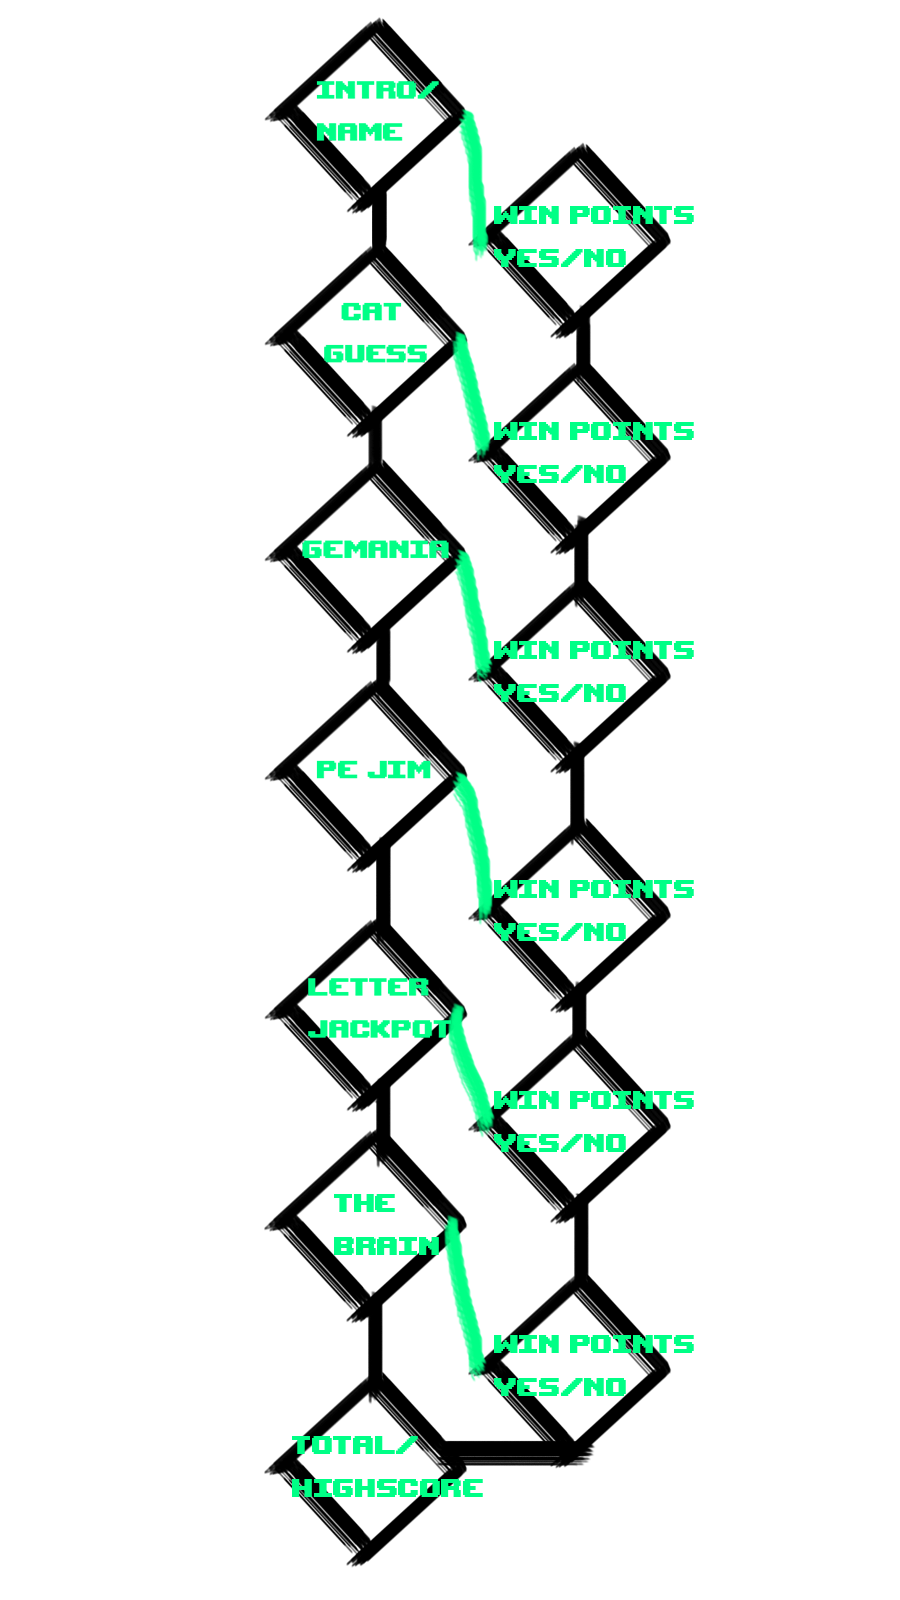 INTRO/
NAME
WIN POINTS
YES/NO
CAT
GUESS
WIN POINTS
YES/NO
GEMANIA
WIN POINTS
YES/NO
PE JIM
WIN POINTS
YES/NO
LETTER
JACKPOT
WIN POINTS
YES/NO
THE
BRAIN
WIN POINTS
YES/NO
TOTAL/
HIGHSCORE